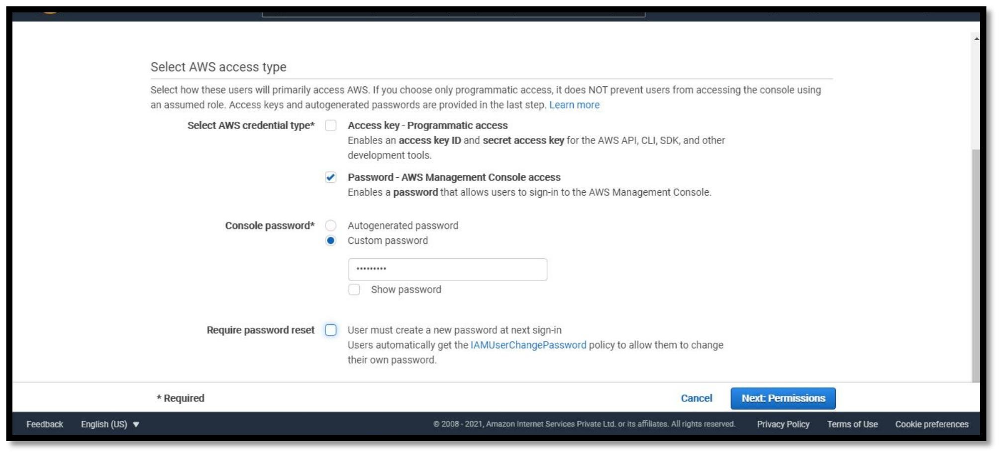 Select AWS access type
Select how these users will primarily access AWS. If you choose only programmatic access, it does NOT prevent users from accessing the console using
an assumed role. Access keys and autogenerated passwords are provided in the last step. Learn more
Select AWS credential type* Access key - Programmatic access
Enables an access key ID and secret access key for the AWS API, CLI, SDK, and other
development tools.
Password - AWS Management Console access
Enables a password that allows users to sign-in to the AWS Management Console.
Console password* Autogenerated password
Custom password
•••••••••
Show password
Require password reset User must create a new password at next sign-in
Users automatically get the IAMUserChangePassword policy to allow them to change
their own password.
* Required Cancel Next: Permissions
Feedback English (US) © 2008 - 2021, Amazon Internet Services Private Ltd. or its affiliates. All rights reserved. Privacy Policy Terms of Use Cookie preferences